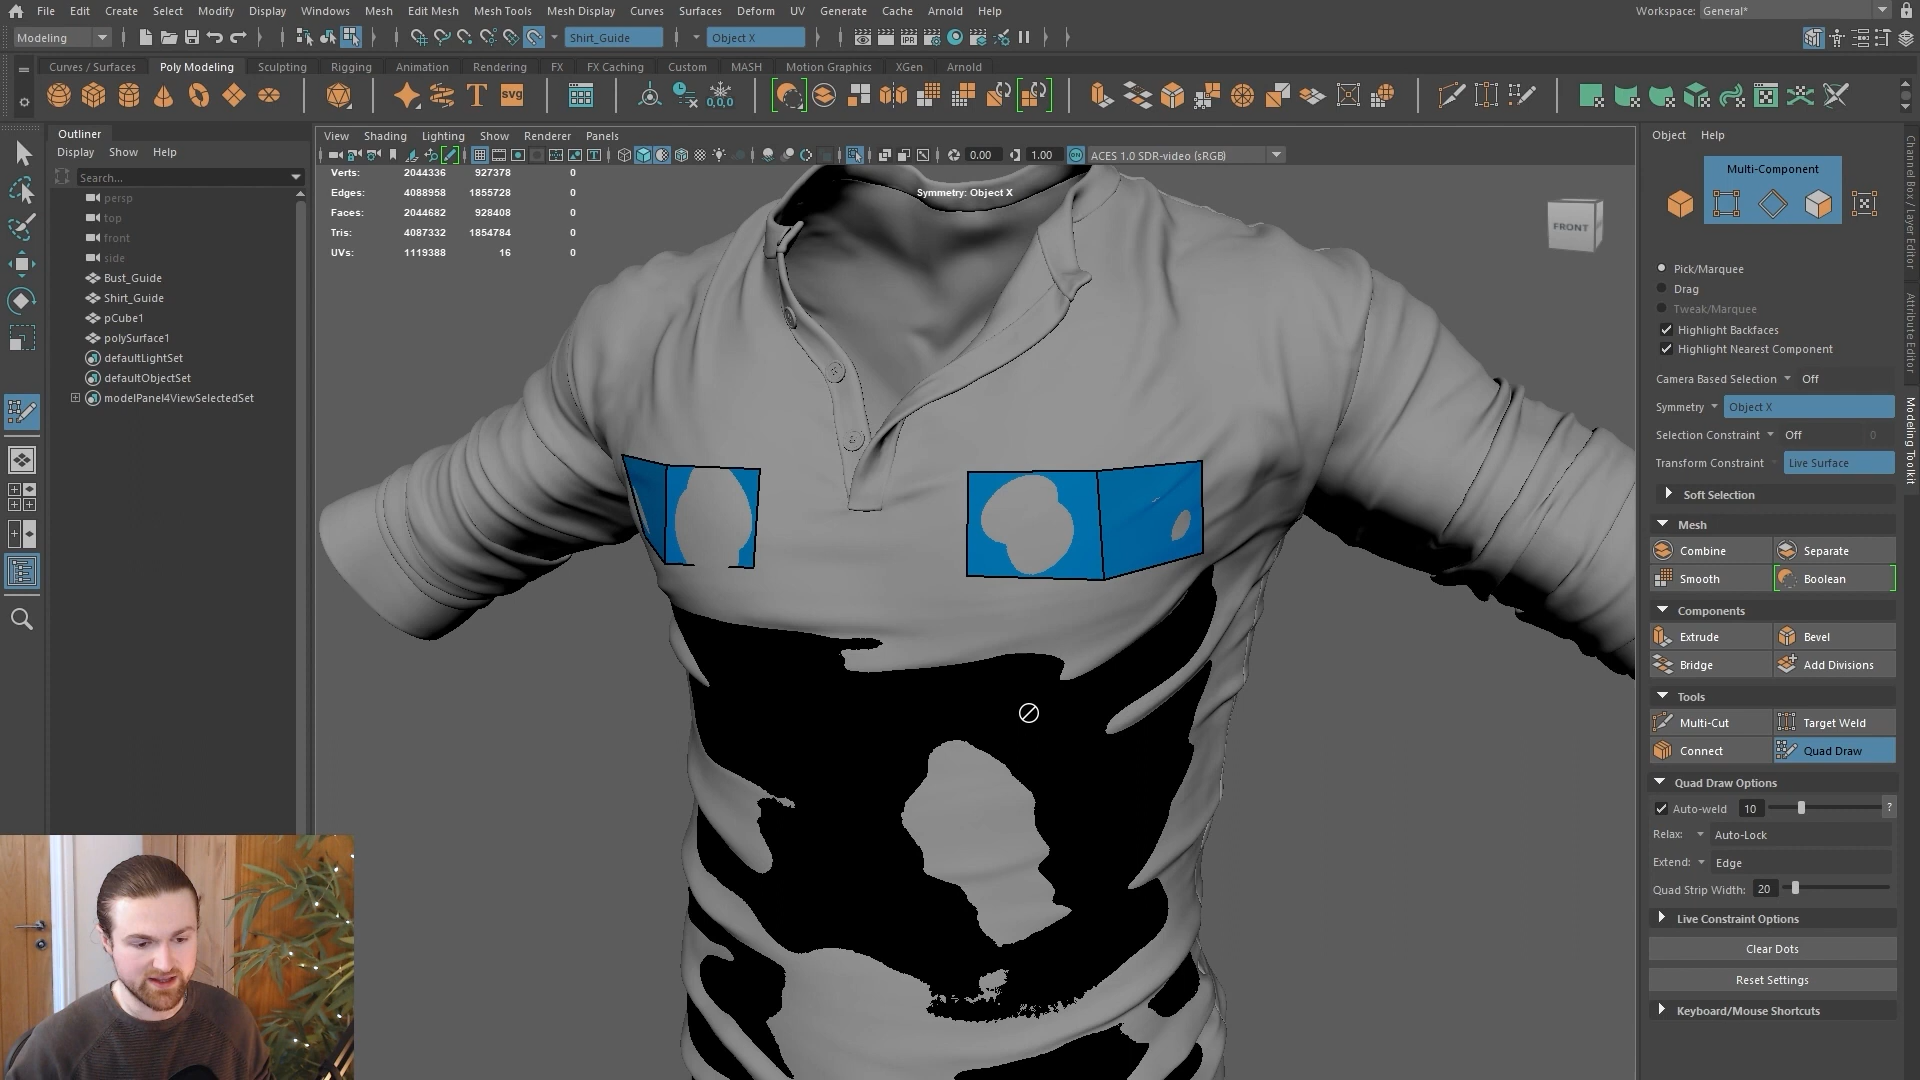 File Edit Create Select Modify Display Windows Mesh Edit Mesh Mesh Tools Mesh Display Curves Surfaces Deform UV Generate Cache Arnold Help
Workspace: General*
Modeling Shirt_Guide Object X
Curves / Surfaces Poly Modeling Sculpting Rigging Animation Rendering FX FX Caching Custom MASH Motion Graphics XGen Arnold
T svg 0,0,0
Outliner
Display Show Help
Search...
persp
top
front
side
Bust_Guide
Shirt_Guide
pCube1
polySurface1
defaultLightSet
defaultObjectSet
modelPanel4ViewSelectedSet
View Shading Lighting Show Renderer Panels
0.00 1.00 ACES 1.0 SDR-video (sRGB)
Verts: 2044336 927378 0
Edges: 4088958 1855728 0
Faces: 2044682 928408 0
Tris: 4087332 1854784 0
UVs: 1119388 16 0
Symmetry: Object X
FRONT
Object Help
Multi-Component
Pick/Marquee
Drag
Tweak/Marquee
Highlight Backfaces
Highlight Nearest Component
Camera Based Selection Off
Symmetry Object X
Selection Constraint Off 0
Transform Constraint Live Surface
Soft Selection
Mesh
Combine Separate
Smooth Boolean
Components
Extrude Bevel
Bridge Add Divisions
Tools
Multi-Cut Target Weld
Connect Quad Draw
Quad Draw Options
Auto-weld 10 ?
Relax: Auto-Lock
Extend: Edge
Quad Strip Width: 20
Live Constraint Options
Clear Dots
Reset Settings
Keyboard/Mouse Shortcuts
Channel Box / Layer Editor
Attribute Editor
Modeling Toolkit